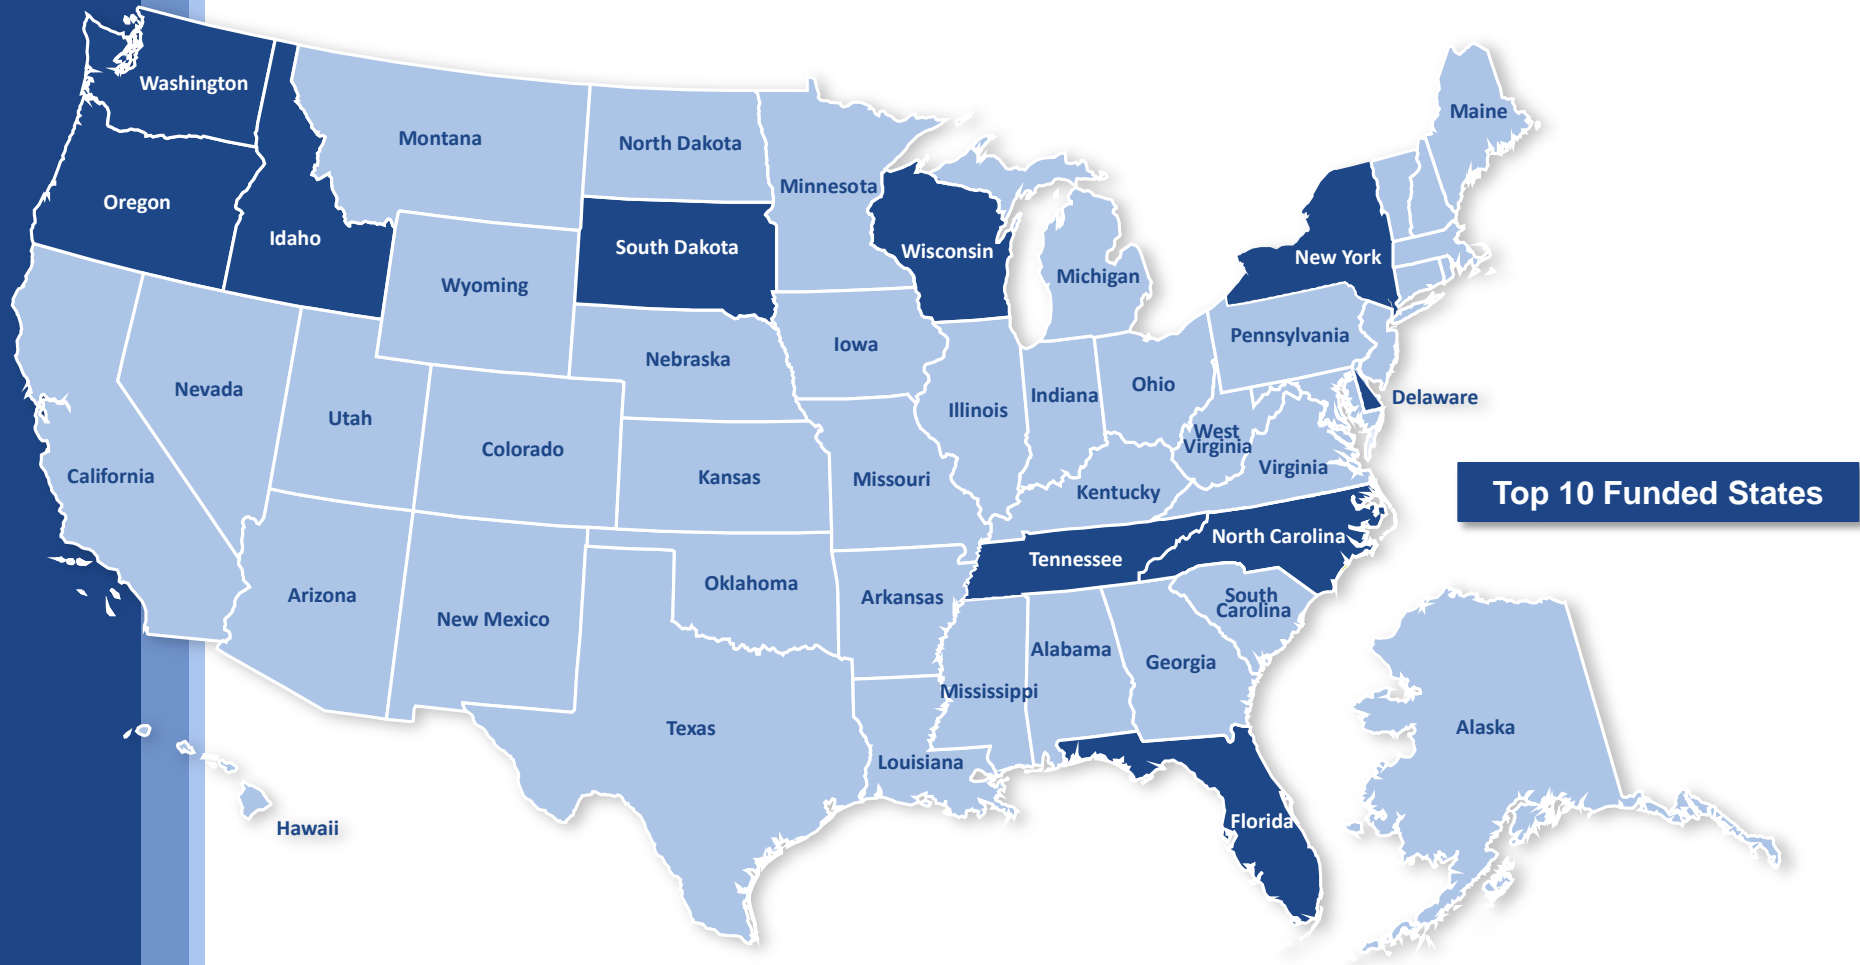 Washington
Montana
North Dakota
Minnesota
Maine
Oregon
Idaho
South Dakota
Wisconsin
New York
Wyoming
Michigan
Pennsylvania
Iowa
Nebraska
Nevada
Utah
Illinois
Indiana
Ohio
Delaware
Colorado
West
Virginia
Virginia
California
Kansas
Missouri
Kentucky
Top 10 Funded States
North Carolina
Tennessee
Oklahoma
Arkansas
Arizona
New Mexico
South
Carolina
Alabama
Georgia
Mississippi
Texas
Alaska
Louisiana
Florida
Hawaii